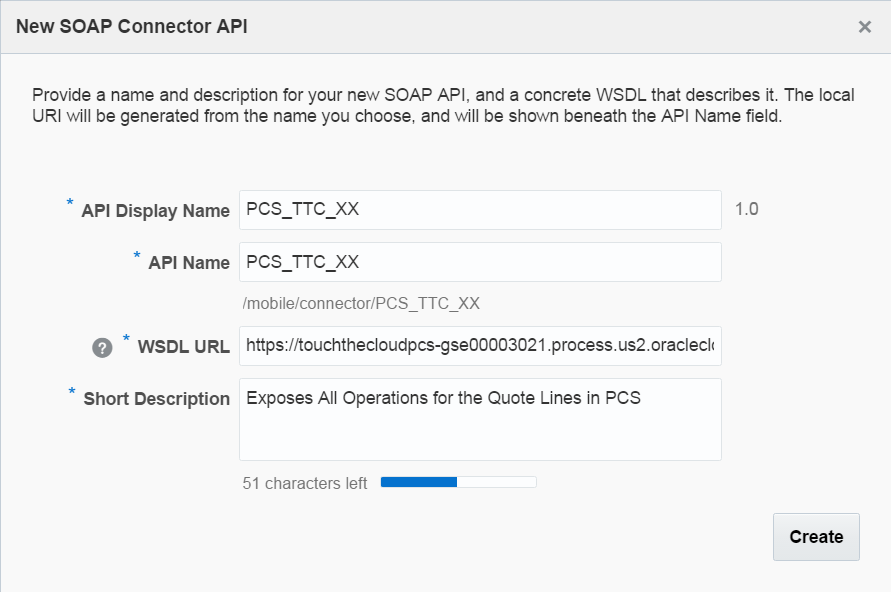 New SOAP Connector API
×
Provide a name and description for your new SOAP API, and a concrete WSDL that describes it. The local
URI will be generated from the name you choose, and will be shown beneath the API Name field.
* API Display Name PCS_TTC_XX 1.0
* API Name PCS_TTC_XX
/mobile/connector/PCS_TTC_XX
? * WSDL URL https://touchthecloudpcs-gse00003021.process.us2.oraclecl
* Short Description Exposes All Operations for the Quote Lines in PCS
51 characters left
Create